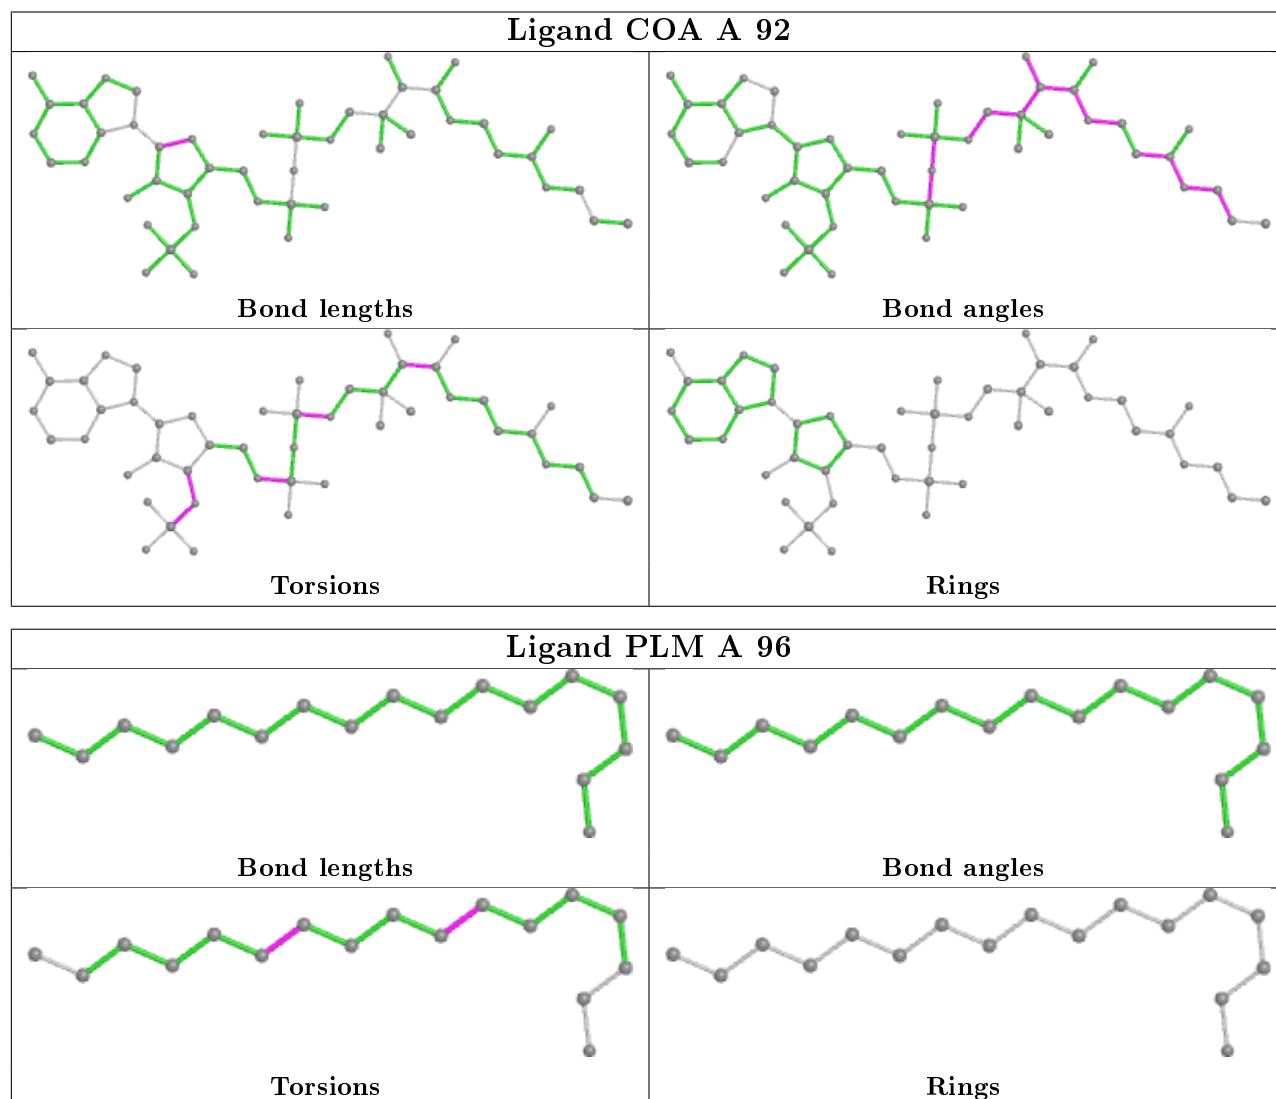 Ligand COA A 92
Bond lengths
Bond angles
Torsions
Rings
Ligand PLM A 96
Bond lengths
Bond angles
Torsions
Rings